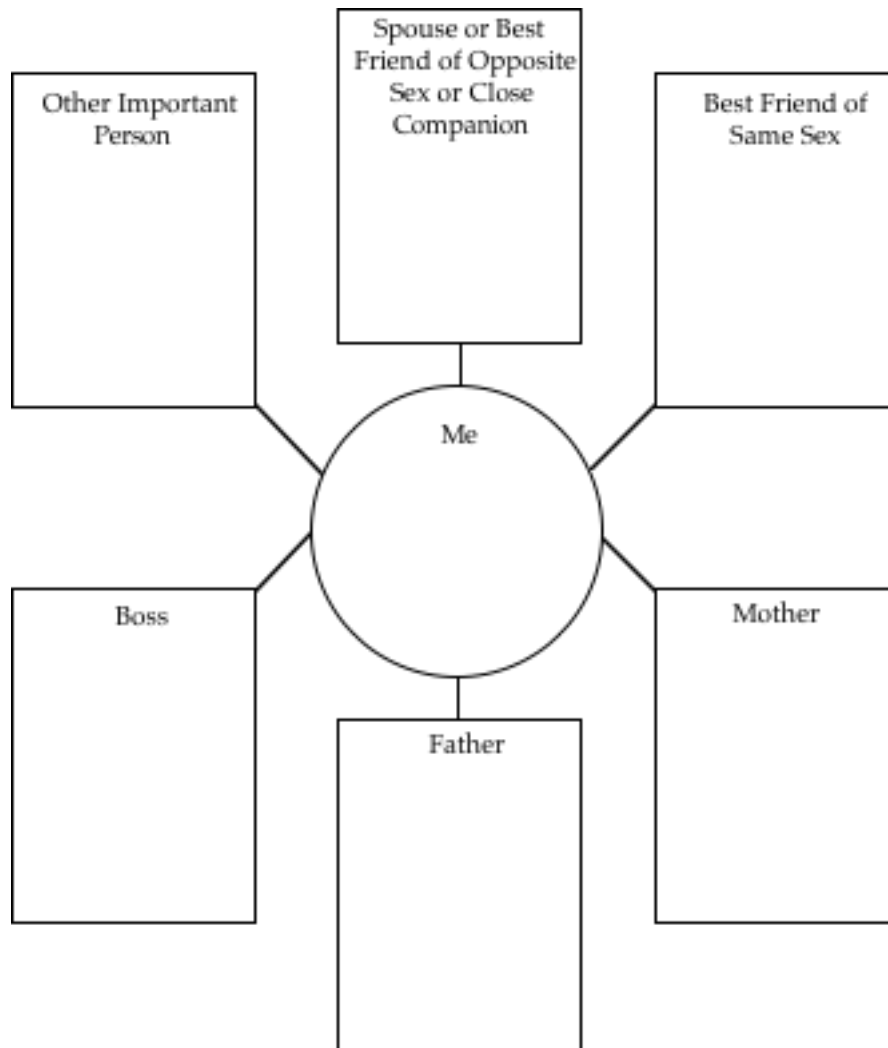 Spouse or Best
Friend of Opposite
Sex or Close
Companion
Other Important
Person
Best Friend of
Same Sex
Me
Boss
Mother
Father